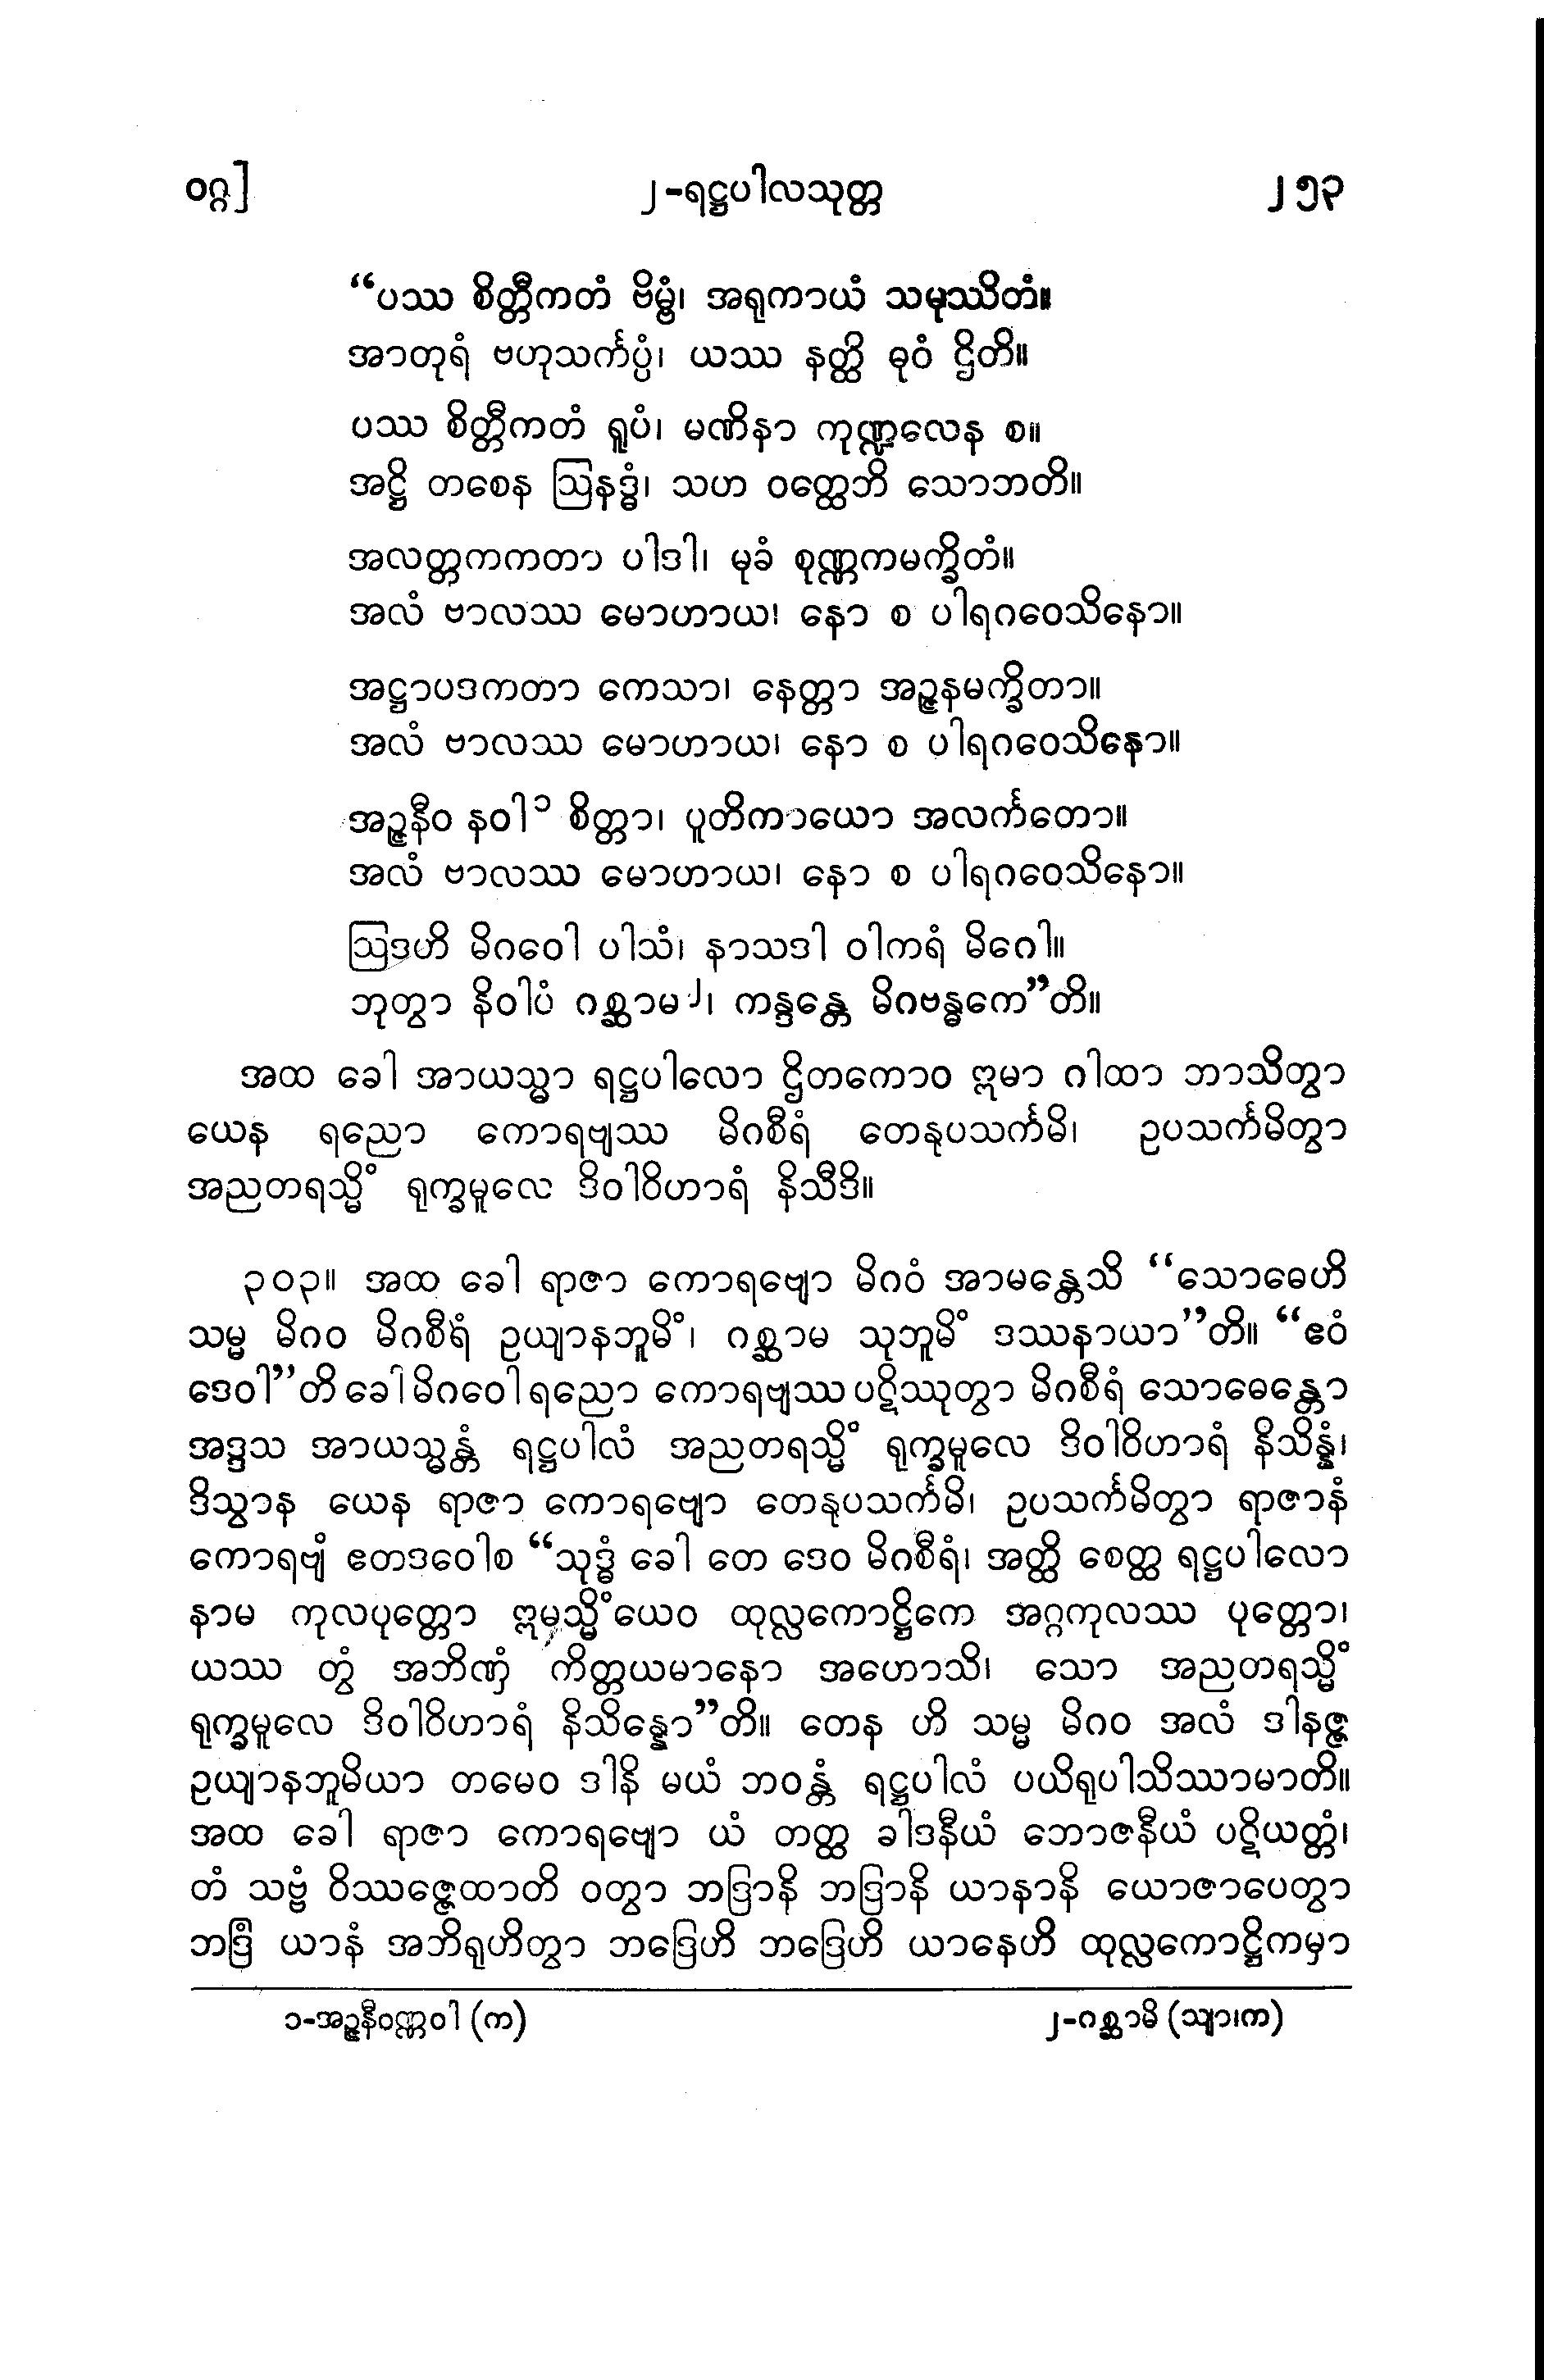 ဝဂ္ဂ]
၂-ရဋ္ဌပါလသုတ္တ
၂၅၃
“ပဿ စိတ္တီကတံ ဗိမ္ဗံ၊ အရုကာယံ သမုဿိတံ။
အာတုရံ ဗဟုသင်္ကပ္ပံ၊ ယဿ နတ္ထိ ဓုဝံ ဌိတိ။
ပဿ စိတ္တီကတံ ရူပံ၊ မဏိနာ ကုဏ္ဍလေန စ။
အဋ္ဌိ တစေန ဩနဒ္ဓံ၊ သဟ ဝတ္ထေဘိ သောဘတိ။
အလတ္တကကတာ ပါဒါ၊ မုခံ စုဏ္ဏကမက္ခိတံ။
အလံ ဗာလဿ မောဟာယ၊ နော စ ပါရဂဝေသိနော။
အဋ္ဌာပဒကတာ ကေသာ၊ နေတ္တာ အဉ္ဇနမက္ခိတာ။
အလံ ဗာလဿ မောဟာယ၊ နော စ ပါရဂဝေသိနော။
အဉ္ဇနီဝ နဝါ၁ စိတ္တာ၊ ပူတိကာယော အလင်္ကတော။
အလံ ဗာလဿ မောဟာယ၊ နော စ ပါရဂဝေသိနော။
ဩဒဟိ မိဂဝေါ ပါသံ၊ နာသဒါ ဝါကရံ မိဂေါ။
ဘုတွာ နိဝါပံ ဂစ္ဆာမ၂၊ ကန္ဒန္တေ မိဂဗန္ဓကေ”တိ။
အထ ခေါ အာယသ္မာ ရဋ္ဌပါလော ဌိတကောဝ ဣမာ ဂါထာ ဘာသိတွာ
ယေန ရညော ကောရဗျဿ မိဂစီရံ တေနုပသင်္ကမိ၊ ဥပသင်္ကမိတွာ
အညတရသ္မိံ ရုက္ခမူလေ ဒိဝါဝိဟာရံ နိသီဒိ။
၃၀၃။ အထ ခေါ ရာဇာ ကောရဗျော မိဂဝံ အာမန္တေသိ “သောဓေဟိ
သမ္မ မိဂဝ မိဂစီရံ ဥယျာနဘူမိံ၊ ဂစ္ဆာမ သုဘူမိံ ဒဿနာယာ”တိ။ “ဧဝံ
ဒေဝါ”တိ ခေါ မိဂဝေါ ရညော ကောရဗျဿ ပဋိဿုတွာ မိဂစီရံ သောဓေန္တော
အဒ္ဒသ အာယသ္မန္တံ ရဋ္ဌပါလံ အညတရသ္မိံ ရုက္ခမူလေ ဒိဝါဝိဟာရံ နိသိန္နံ၊
ဒိသွာန ယေန ရာဇာ ကောရဗျော တေနုပသင်္ကမိ၊ ဥပသင်္ကမိတွာ ရာဇာနံ
ကောရဗျံ ဧတဒဝေါစ “သုဒ္ဓံ ခေါ တေ ဒေဝ မိဂစီရံ၊ အတ္ထိ စေတ္ထ ရဋ္ဌပါလော
နာမ ကုလပုတ္တော ဣမသ္မိံယေဝ ထုလ္လကောဋ္ဌိကေ အဂ္ဂကုလဿ ပုတ္တော၊
ယဿ တွံ အဘိဏှံ ကိတ္တယမာနော အဟောသိ၊ သော အညတရသ္မိံ
ရုက္ခမူလေ ဒိဝါဝိဟာရံ နိသိန္နော”တိ။ တေန ဟိ သမ္မ မိဂဝ အလံ ဒါနဇ္ဇ
ဥယျာနဘူမိယာ တမေဝ ဒါနိ မယံ ဘဝန္တံ ရဋ္ဌပါလံ ပယိရုပါသိဿာမာတိ။
အထ ခေါ ရာဇာ ကောရဗျော ယံ တတ္ထ ခါဒနီယံ ဘောဇနီယံ ပဋိယတ္တံ၊
တံ သဗ္ဗံ ဝိဿဇ္ဇေထာတိ ဝတွာ ဘဒြာနိ ဘဒြာနိ ယာနာနိ ယောဇာပေတွာ
ဘဒြံ ယာနံ အဘိရုဟိတွာ ဘဒြေဟိ ဘဒြေဟိ ယာနေဟိ ထုလ္လကောဋ္ဌိကမှာ
၁-အဉ္ဇနီဝဏ္ဏဝါ (က)
၂-ဂစ္ဆာမိ (သျာ၊က)